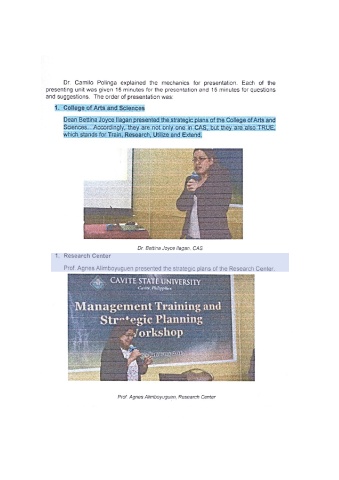 Dr. Camilo Polinga explained the mechanics for presentation. Each of the
presenting unit was given 15 minutes for the presentation and 15 minutes for questions
and suggestions. The order of presentation was:
1. College of Arts and Sciences
Dean Bettina Joyce Ilagan presented the strategic plans of the College of Arts and
Sciences. Accordingly, they are not only one in CAS, but they are also TRUE,
which stands for Train, Research, Utilize and Extend.
Dr. Bettina Joyce Ilagan, CAS
1. Research Center
Prof. Agnes Alimboyuguen presented the strategic plans of the Research Center.
CAVITE STATE UNIVERSITY
Cavite, Philippines
Management Training and
Strategic Planning
Workshop
Prof. Agnes Alimboyuguen, Research Center